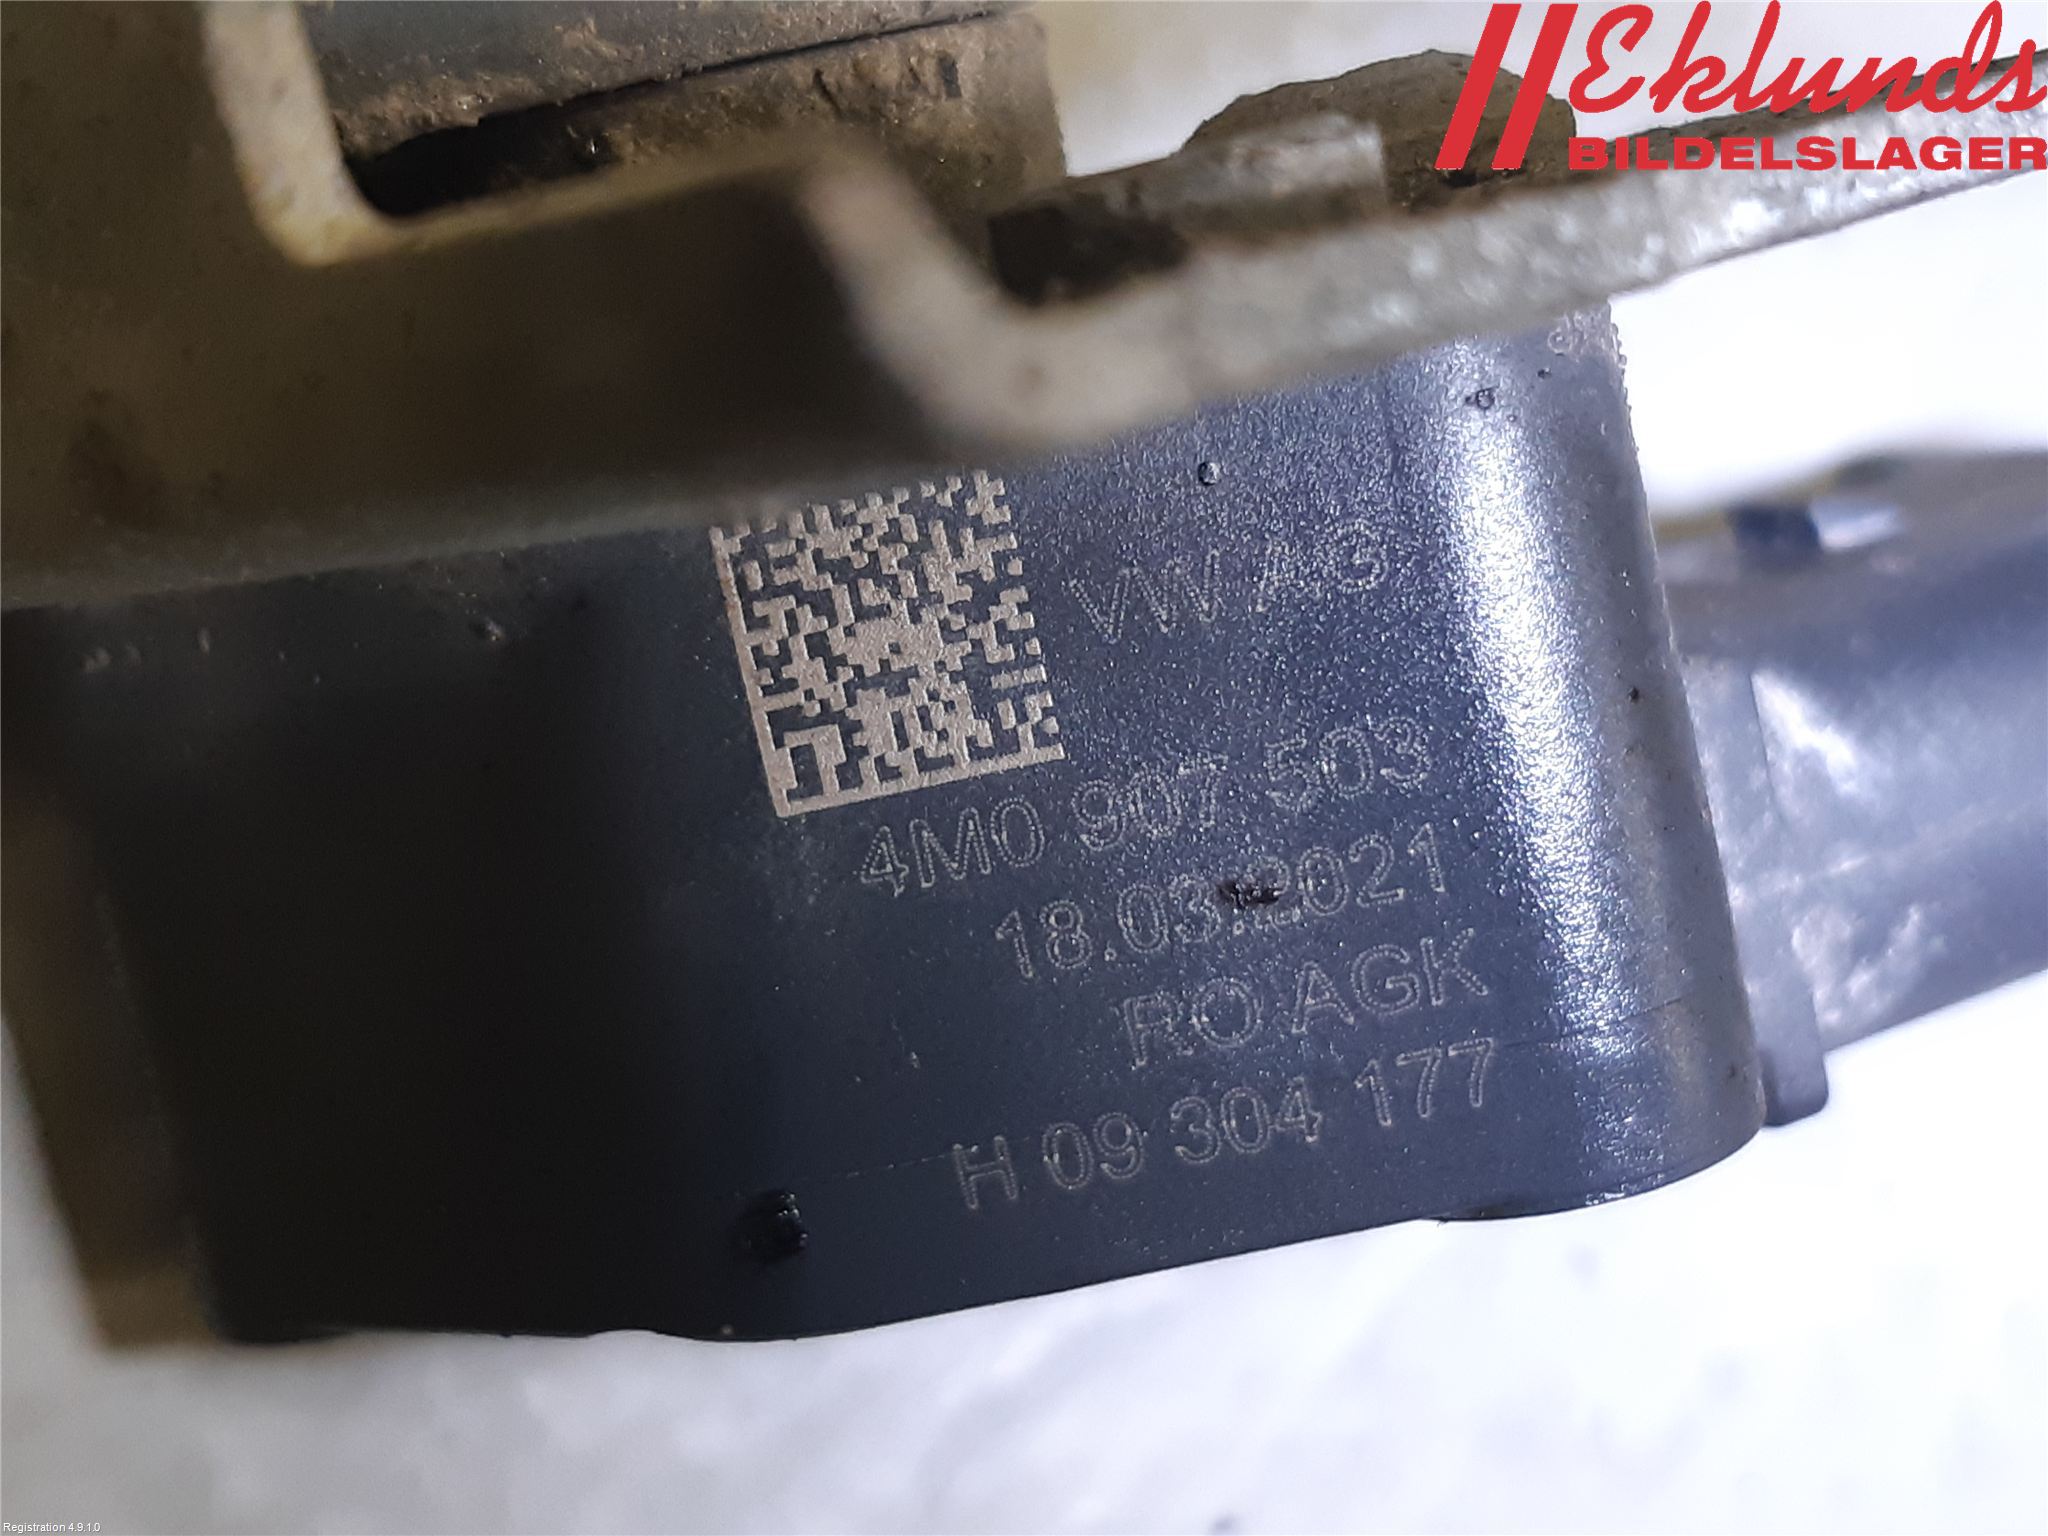 Eklunds
BILDELSLAGER
VW AG
4M0 907 503
18.03.2021
RO AGK
H 09 304 177
Registration 4.9.1.0